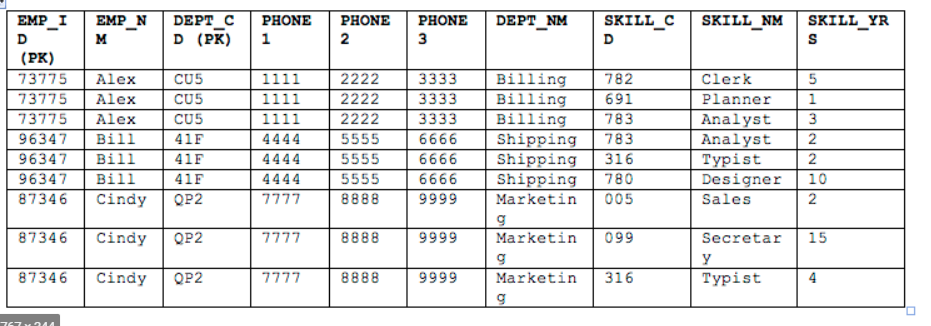 EMP_I EMP_N DEPT_C PHONE PHONE PHONE DEPT_NM SKILL_C SKILL_NM SKILL_YR
D M D (PK) 1 2 3 D S
(PK)
73775 Alex CU5 1111 2222 3333 Billing 782 Clerk 5
73775 Alex CU5 1111 2222 3333 Billing 691 Planner 1
73775 Alex CU5 1111 2222 3333 Billing 783 Analyst 3
96347 Bill 41F 4444 5555 6666 Shipping 783 Analyst 2
96347 Bill 41F 4444 5555 6666 Shipping 316 Typist 2
96347 Bill 41F 4444 5555 6666 Shipping 780 Designer 10
87346 Cindy QP2 7777 8888 9999 Marketin 005 Sales 2
g
87346 Cindy QP2 7777 8888 9999 Marketin 099 Secretar 15
g y
87346 Cindy QP2 7777 8888 9999 Marketin 316 Typist 4
g